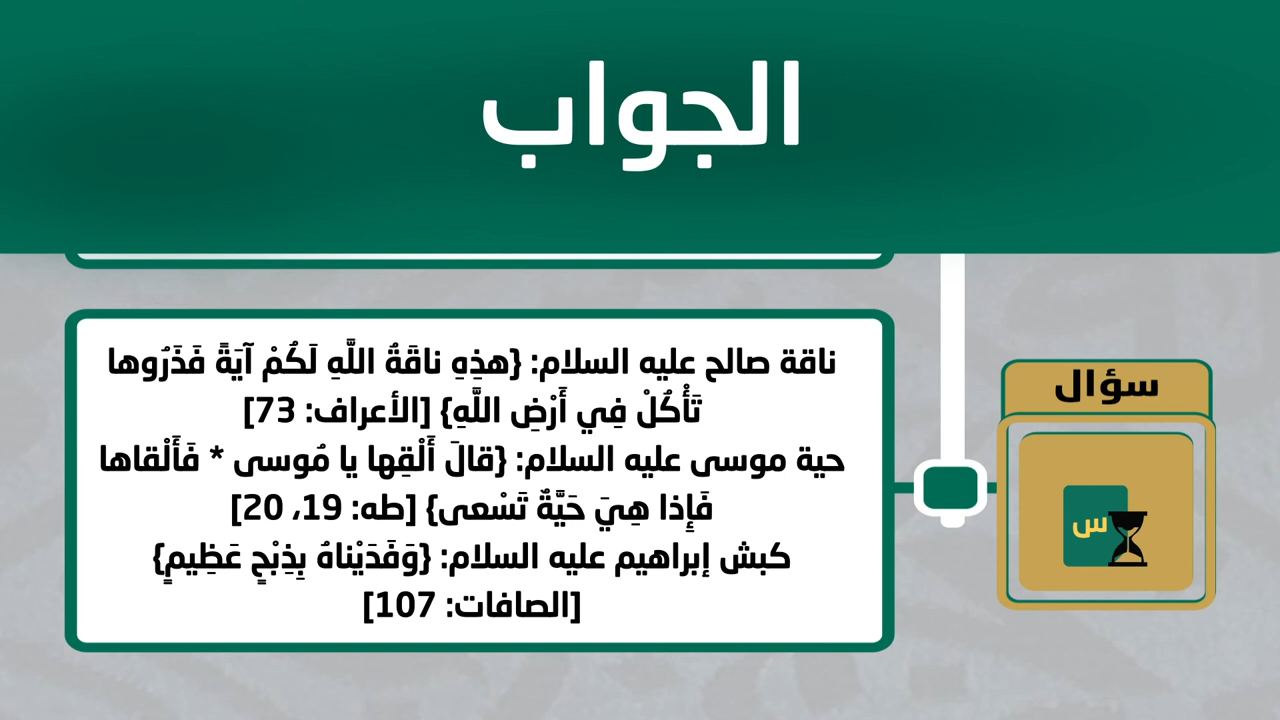 الجواب
ناقة صالح عليه السلام: {هذِهِ ناقَةُ اللَّهِ لَكُمْ آيَةً فَذَرُوها
تَأْكُلْ فِي أَرْضِ اللَّهِ} [الأعراف: 73]
حية موسى عليه السلام: {قالَ أَلْقِها يا مُوسى * فَأَلْقاها
فَإِذا هِيَ حَيَّةٌ تَسْعى} [طه: 19، 20]
كبش إبراهيم عليه السلام: {وَفَدَيْناهُ بِذِبْحٍ عَظِيمٍ}
[الصافات: 107]
سؤال
س